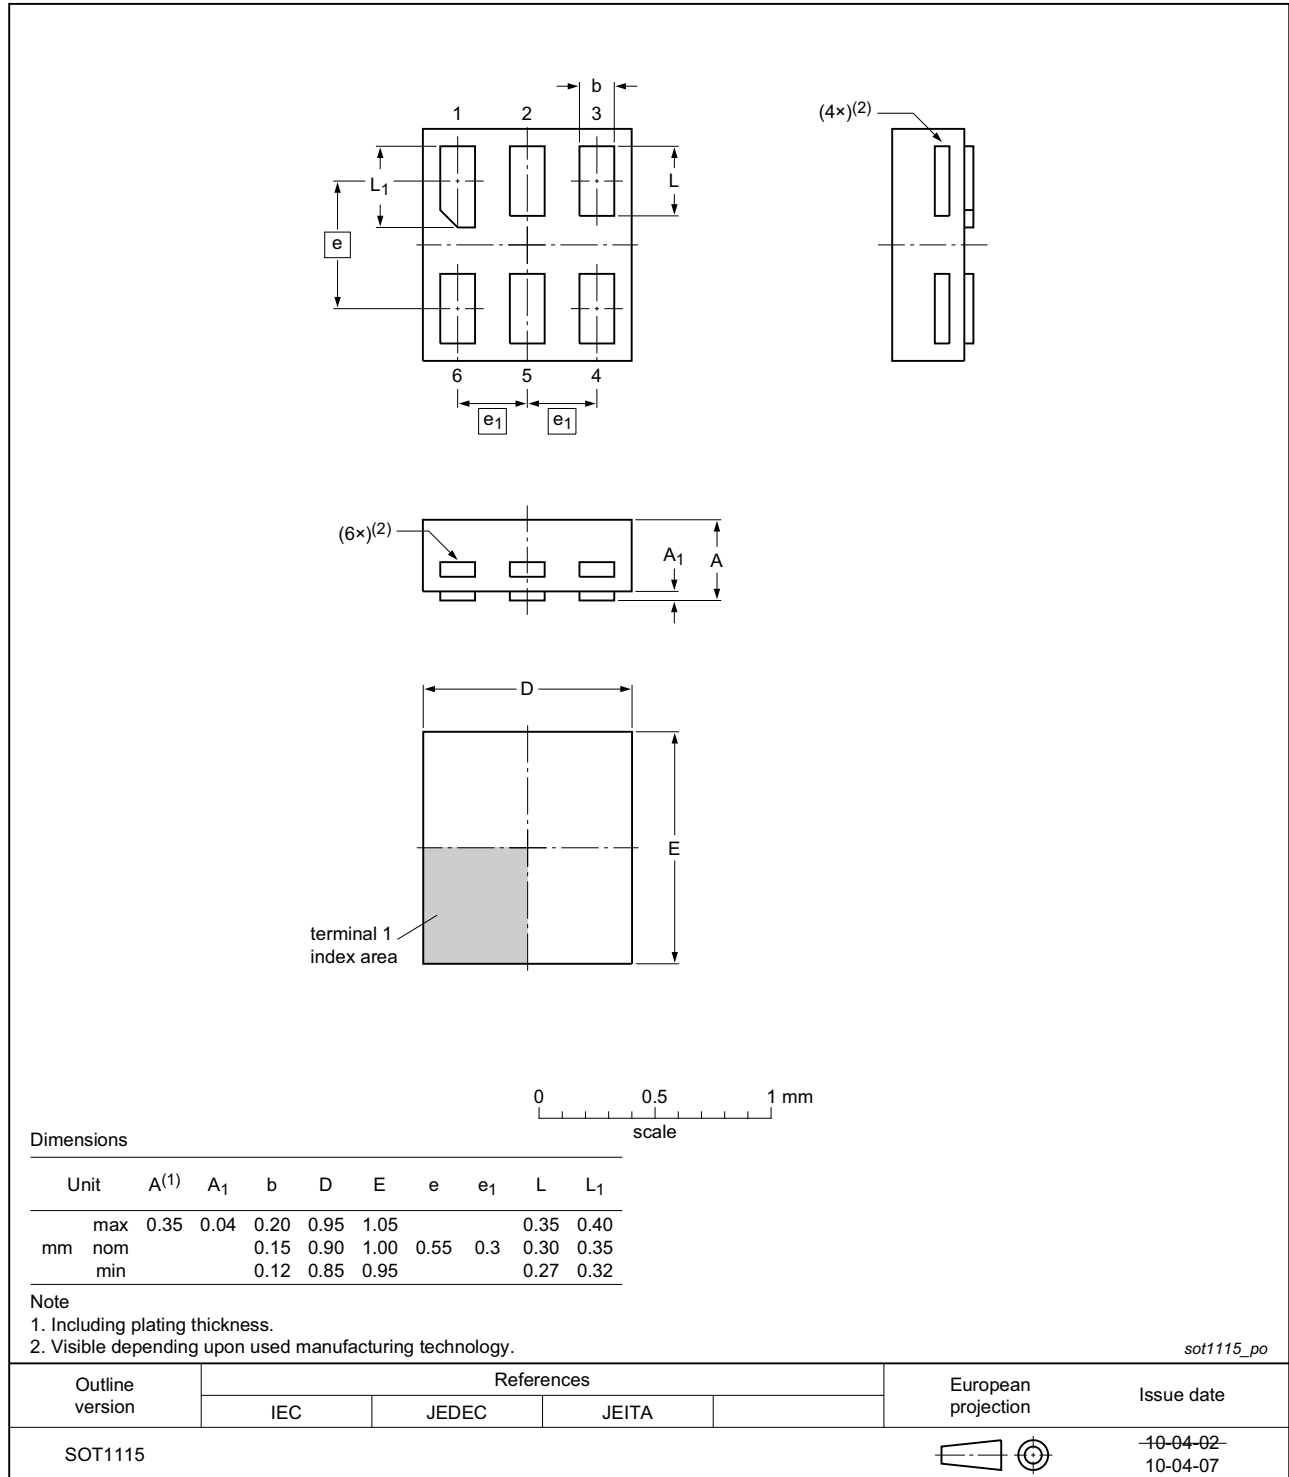 b
1 2 3
(4×)(2)
L1
L
e
6 5 4
e1 e1
(6×)(2)
A1 A
D
E
terminal 1
index area
0 0.5 1 mm
scale
Dimensions
Unit A(1) A1 b D E e e1 L L1
max 0.35 0.04 0.20 0.95 1.05 0.35 0.40
mm nom 0.15 0.90 1.00 0.55 0.3 0.30 0.35
min 0.12 0.85 0.95 0.27 0.32
Note
1. Including plating thickness.
2. Visible depending upon used manufacturing technology.
sot1115_po
Outline version
References
IEC JEDEC JEITA
European projection
Issue date
SOT1115
10-04-02
10-04-07